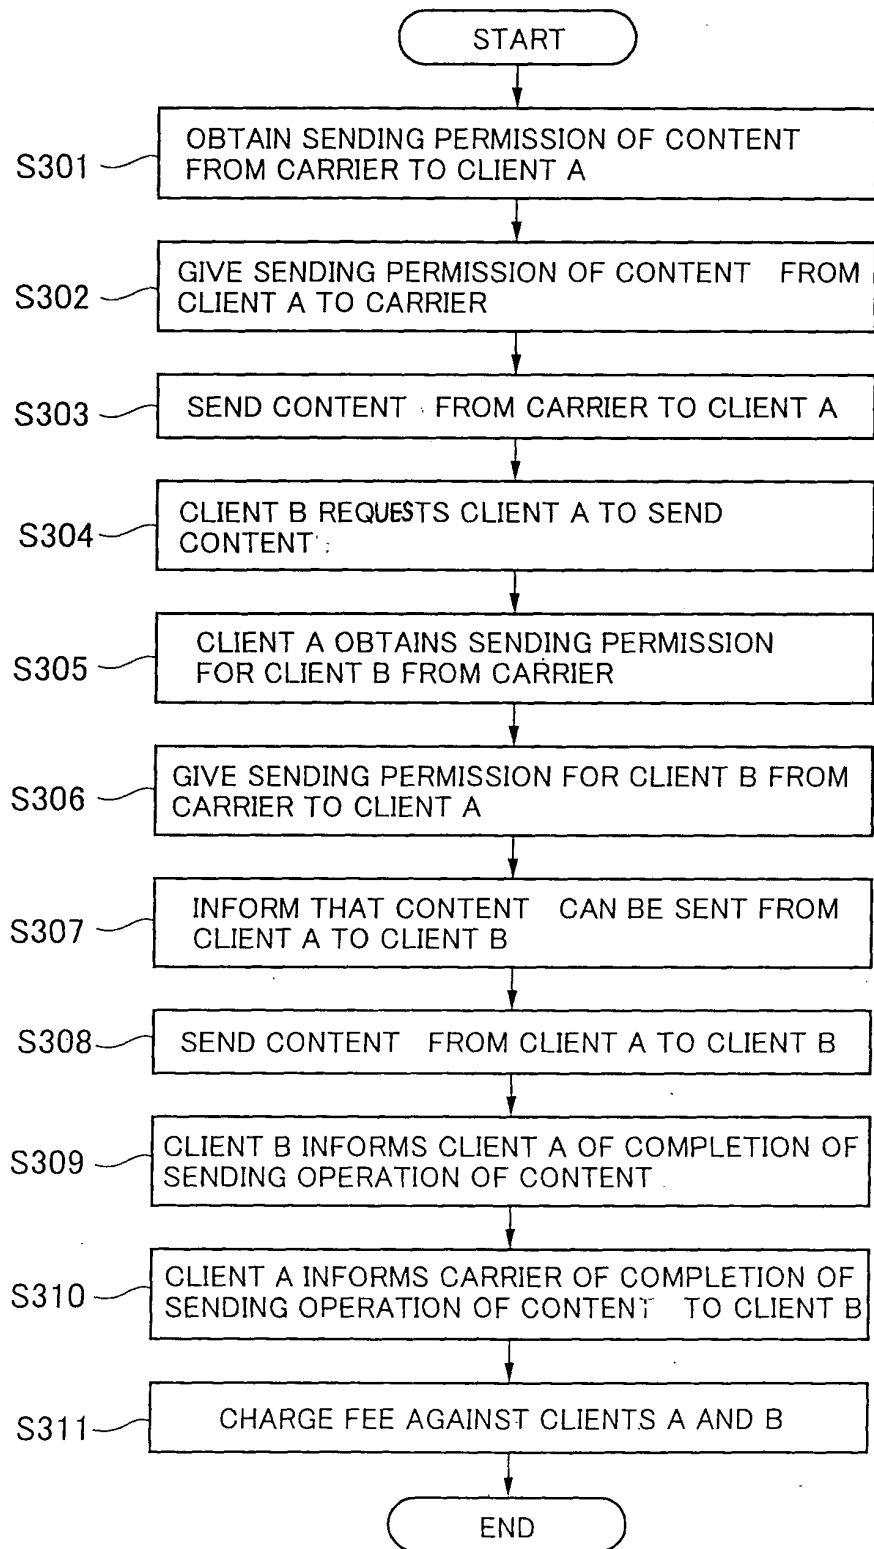 START
S301
OBTAIN SENDING PERMISSION OF CONTENT
FROM CARRIER TO CLIENT A
S302
GIVE SENDING PERMISSION OF CONTENT FROM
CLIENT A TO CARRIER
S303
SEND CONTENT FROM CARRIER TO CLIENT A
S304
CLIENT B REQUESTS CLIENT A TO SEND
CONTENT
S305
CLIENT A OBTAINS SENDING PERMISSION
FOR CLIENT B FROM CARRIER
S306
GIVE SENDING PERMISSION FOR CLIENT B FROM
CARRIER TO CLIENT A
S307
INFORM THAT CONTENT CAN BE SENT FROM
CLIENT A TO CLIENT B
S308
SEND CONTENT FROM CLIENT A TO CLIENT B
S309
CLIENT B INFORMS CLIENT A OF COMPLETION OF
SENDING OPERATION OF CONTENT
S310
CLIENT A INFORMS CARRIER OF COMPLETION OF
SENDING OPERATION OF CONTENT TO CLIENT B
S311
CHARGE FEE AGAINST CLIENTS A AND B
END